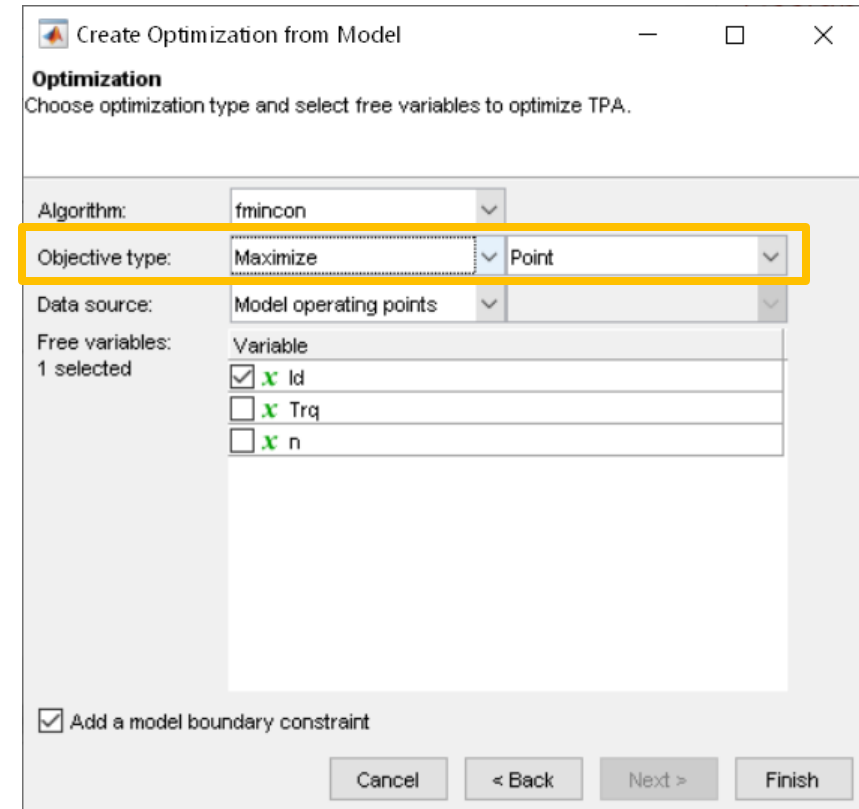 Create Optimization from Model
Optimization
Choose optimization type and select free variables to optimize TPA.
Algorithm: fmincon
Objective type: Maximize Point
Data source: Model operating points
Free variables: Variable
1 selected
x Id
x Trq
x n
Add a model boundary constraint
Cancel < Back Next > Finish